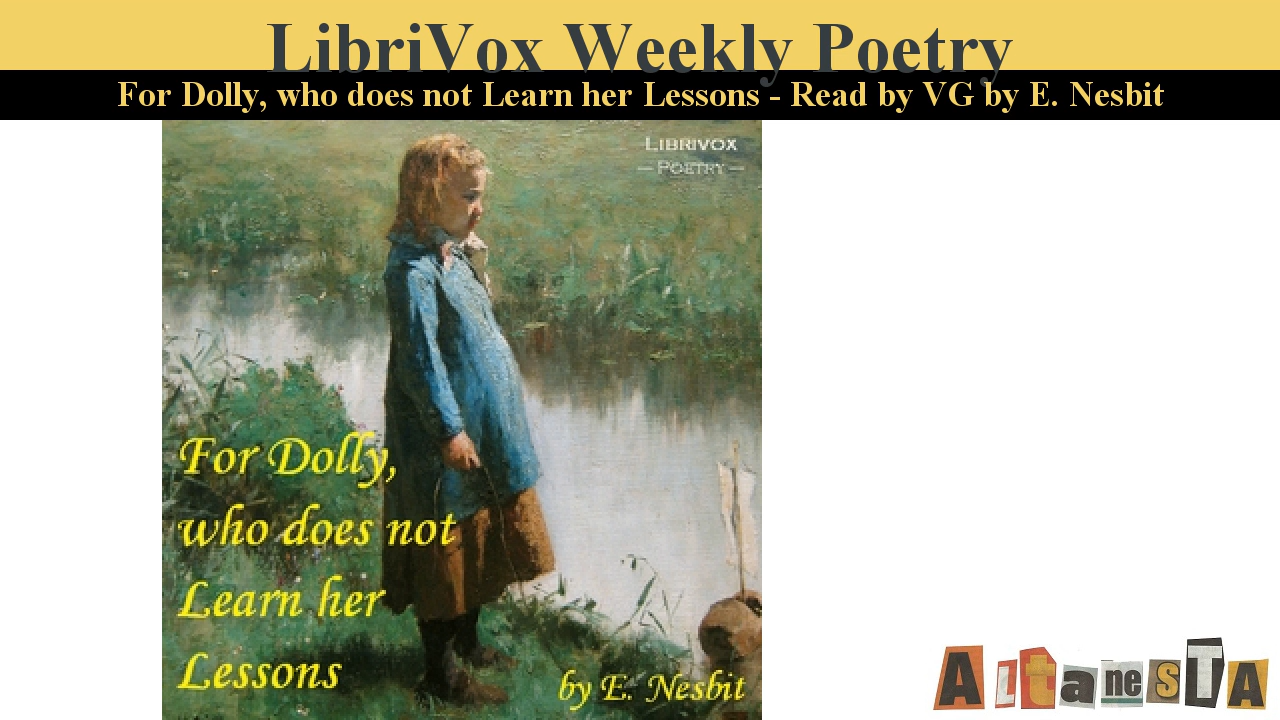 LibriVox Weekly Poetry
For Dolly, who does not Learn her Lessons - Read by VG by E. Nesbit
LIBRIVOX
— POETRY —
For Dolly,
who does not
Learn her
Lessons
by E. Nesbit
AltanesTA